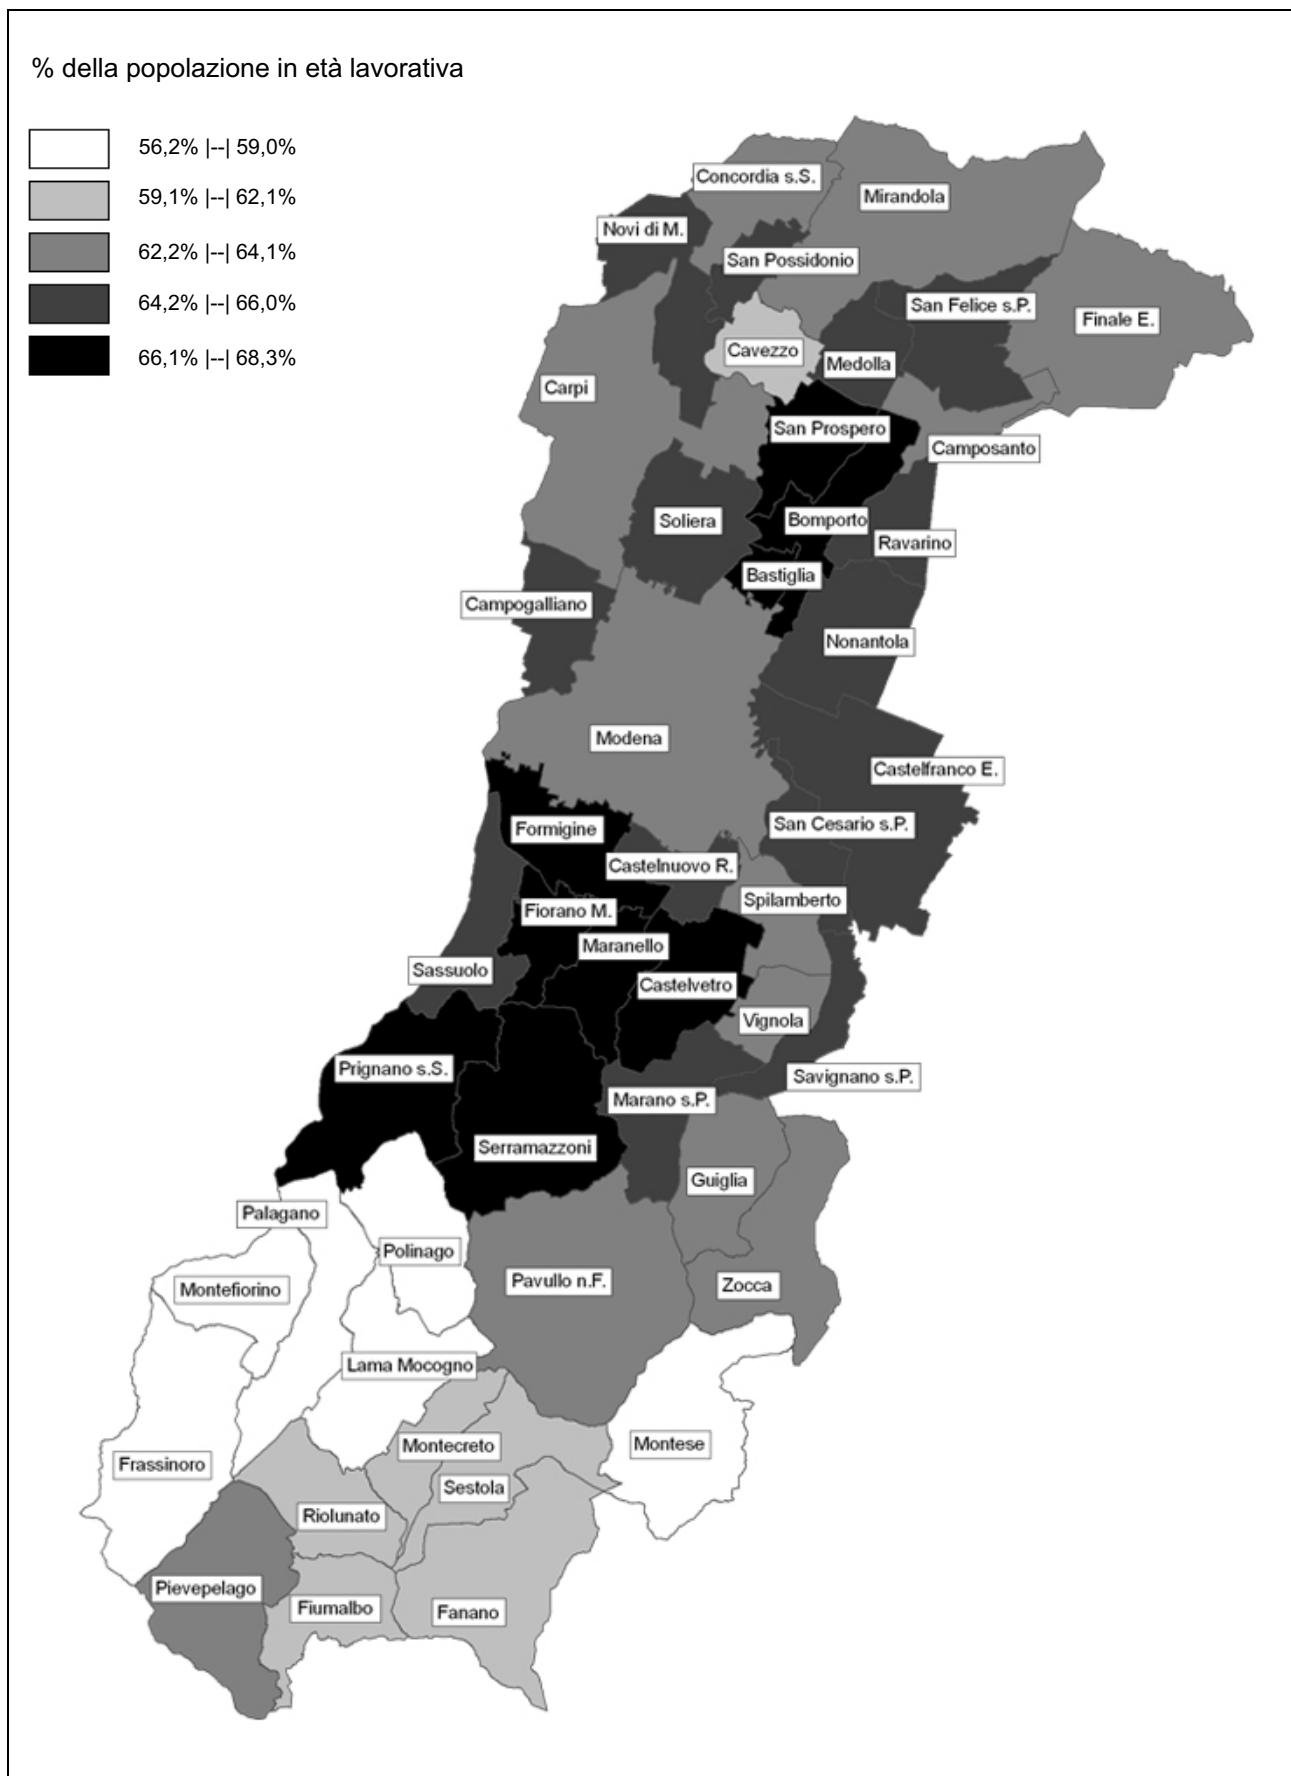 % della popolazione in età lavorativa
56,2% |--| 59,0%
59,1% |--| 62,1%
62,2% |--| 64,1%
64,2% |--| 66,0%
66,1% |--| 68,3%
Concordia s.S.
Mirandola
Novi di M.
San Possidonio
San Felice s.P.
Finale E.
Cavezzo
Medolla
Carpi
San Prospero
Camposanto
Soliera
Bomporto
Ravarino
Bastiglia
Campogalliano
Nonantola
Modena
Castelfranco E.
San Cesario s.P.
Formigine
Castelnuovo R.
Spilamberto
Fiorano M.
Maranello
Sassuolo
Castelvetro
Vignola
Prignano s.S.
Savignano s.P.
Marano s.P.
Serramazzoni
Guiglia
Palagano
Polinago
Montefiorino
Pavullo n.F.
Zocca
Lama Mocogno
Montecreto
Montese
Frassinoro
Sestola
Riolunato
Pievepelago
Fiumalbo
Fanano